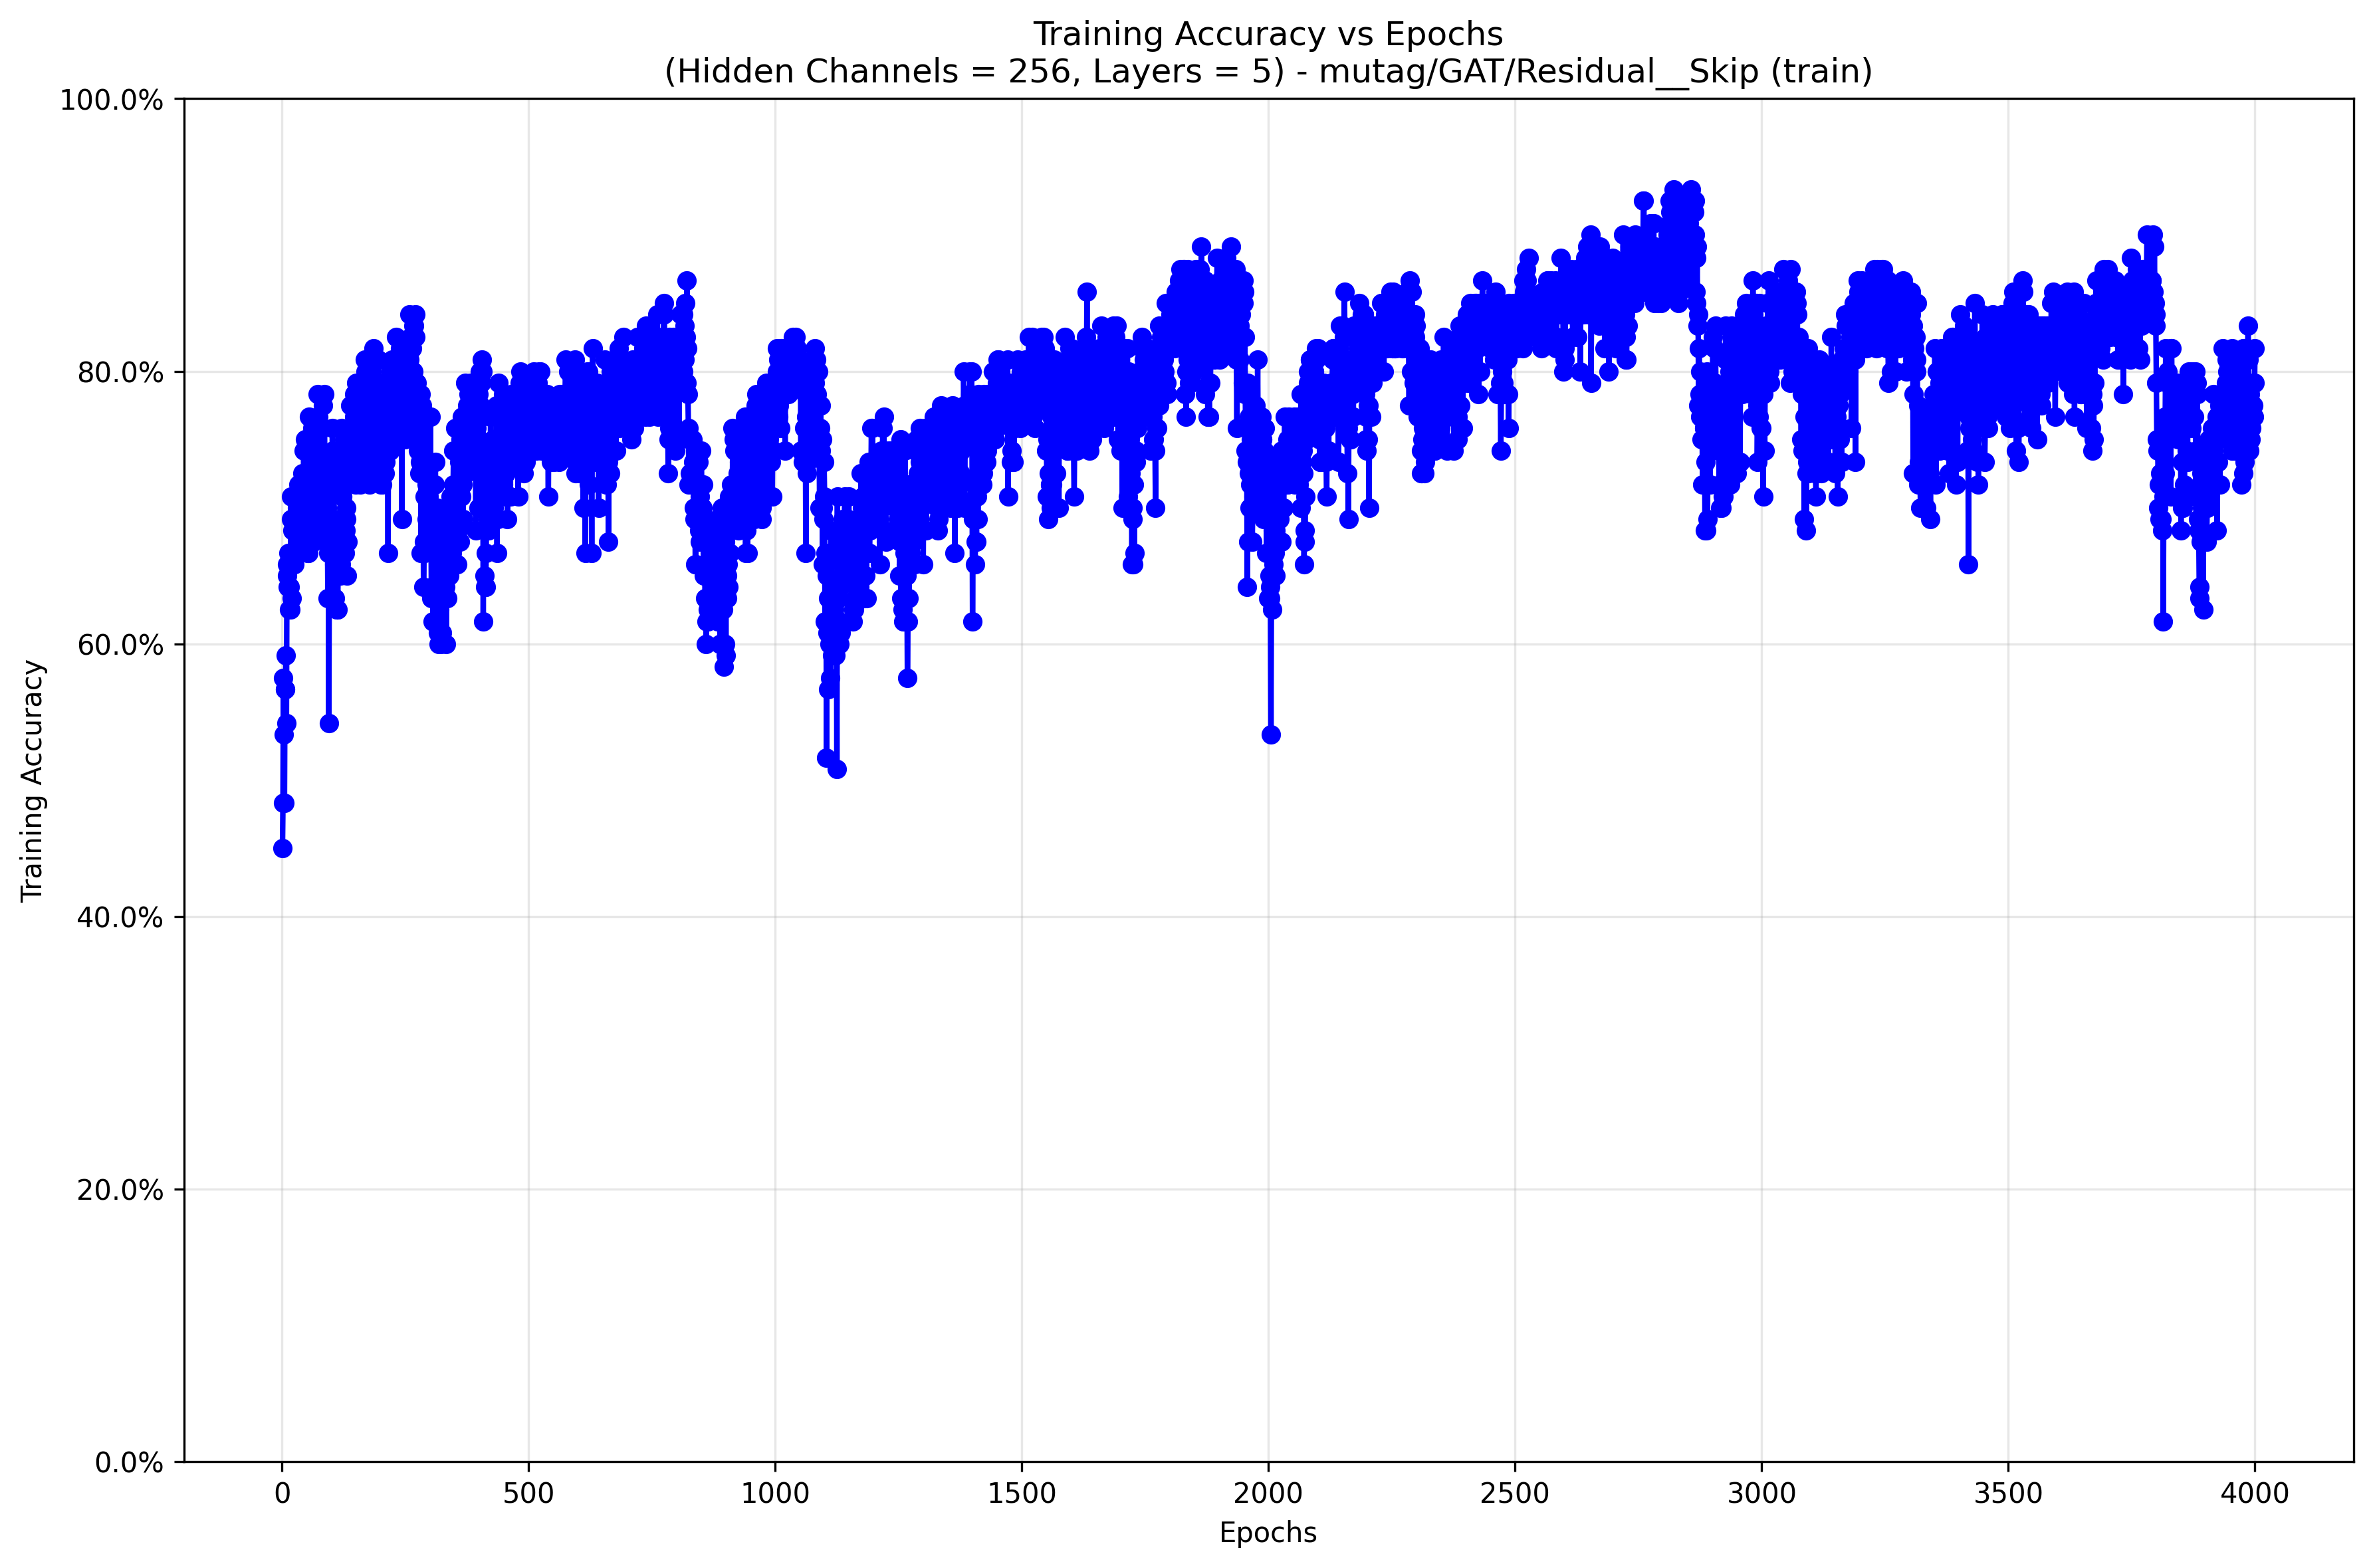 Training Accuracy vs Epochs
(Hidden Channels = 256, Layers = 5) - mutag/GAT/Residual__Skip (train)
100.0%
80.0%
60.0%
40.0%
20.0%
0.0%
Training Accuracy
0 500 1000 1500 2000 2500 3000 3500 4000
Epochs